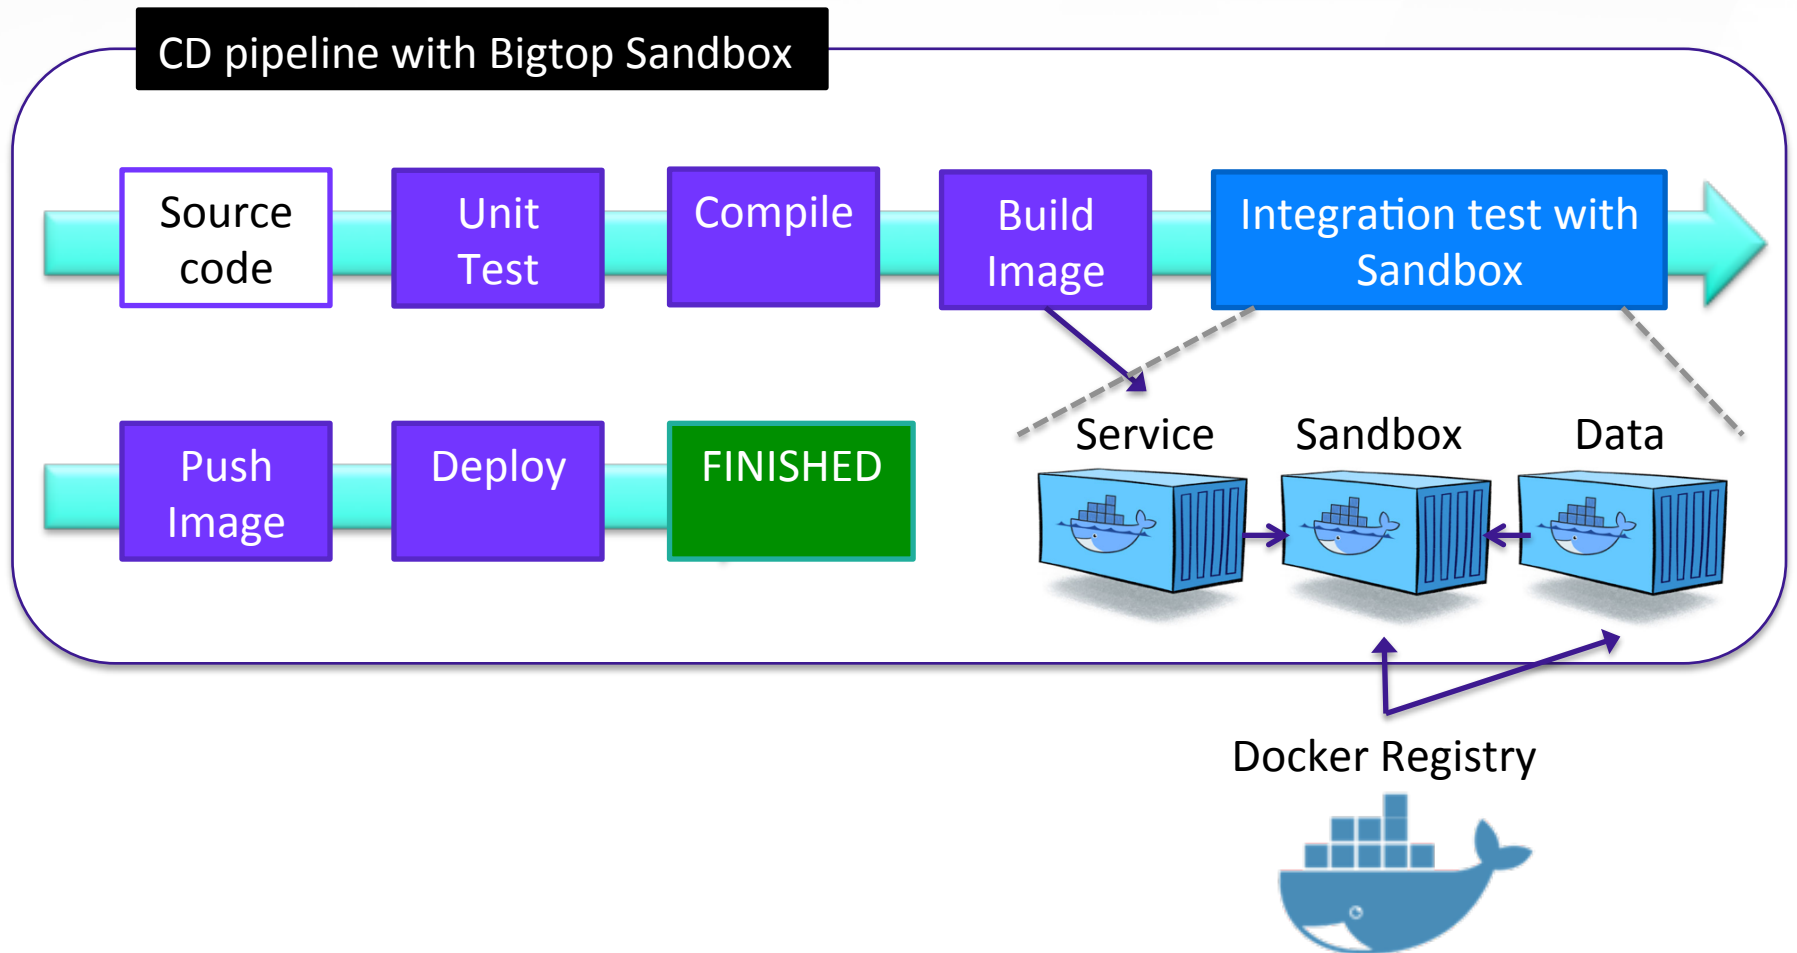 CD pipeline with Bigtop Sandbox
Source
code
Unit
Test
Compile
Build
Image
Integration test with
Sandbox
Push
Image
Deploy
FINISHED
Service
Sandbox
Data
Docker Registry